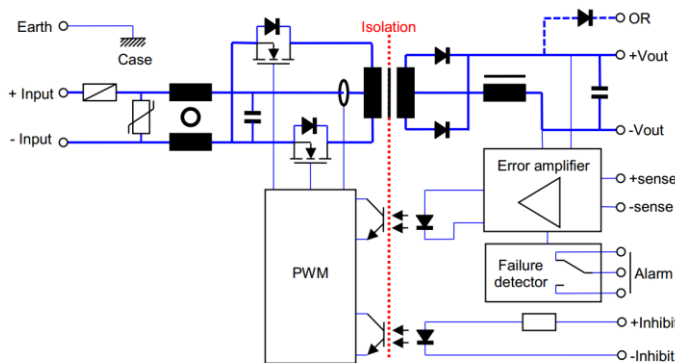 Earth
Case
Isolation
OR
+Vout
+ Input
- Input
-Vout
Error amplifier
+sense
-sense
PWM
Failure
detector
Alarm
+Inhibit
-Inhibit